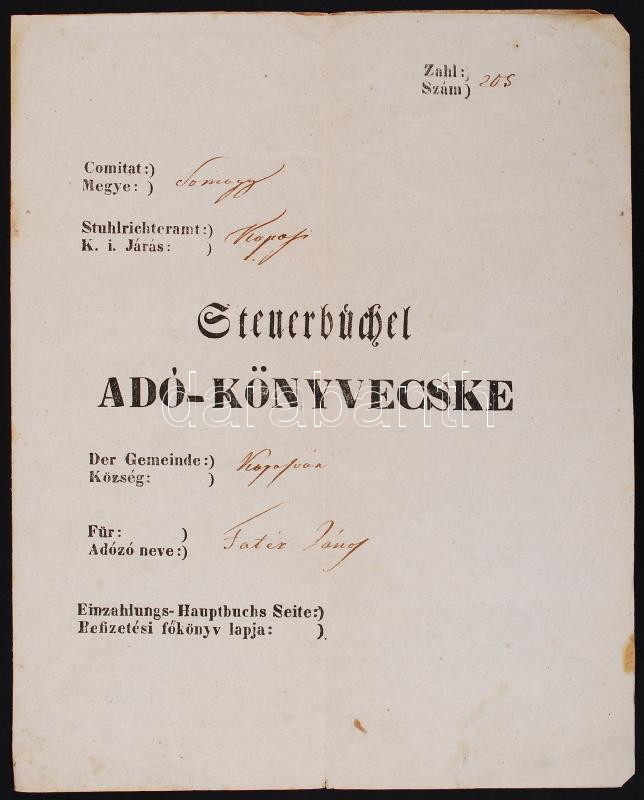 Zahl:)
Szám) 205
Comitat:)
Megye: ) Somogy
Stuhlrichteramt:)
K. i. Járás: ) Kaposi
Steuerbüchel
ADÓ-KÖNYVECSKE
darabanth
Der Gemeinde:)
Község: ) Kaposvár
Für: )
Adózó neve:) János
Einzahlungs-Hauptbuchs Seite:)
Befizetési főkönyv lapja: )